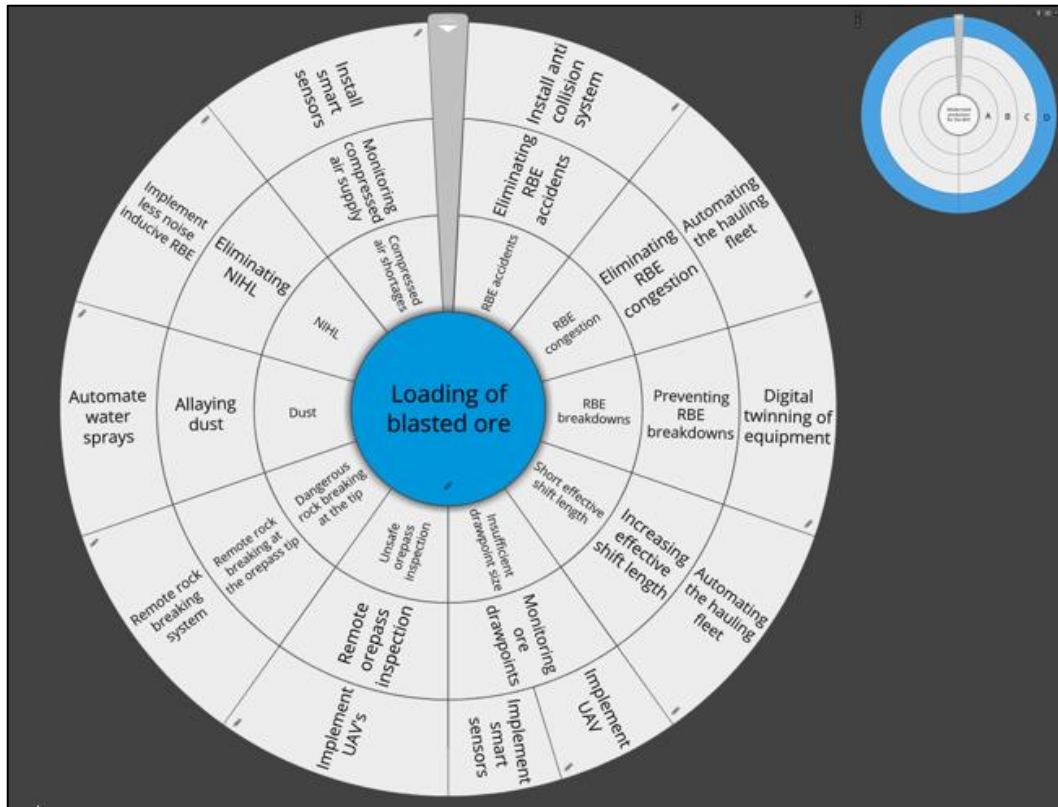 Loading of
blasted ore
RBE accidents
RBE
congestion
RBE
breakdowns
Short effective
shift length
Insufficient
drawpoint size
Unsafe
orepass
inspection
Dangerous
rock breaking
at the tip
Dust
NIHL
Compressed
air shortages
Eliminating
RBE
accidents
Eliminating
RBE
congestion
Preventing
RBE
breakdowns
Increasing
effective
shift length
Monitoring
ore
drawpoints
Remote
orepass
inspection
Remote rock
breaking at
the orepass tip
Allaying
dust
Eliminating
NIHL
Monitoring
compressed
air supply
Install anti
collision
system
Automating
the hauling
fleet
Digital
twinning of
equipment
Automating
the hauling
fleet
Implement
UAV
Implement
smart
sensors
Implement
UAV's
Remote rock
breaking
system
Automate
water
sprays
Implement
less noise
inducive RBE
Install
smart
sensors
A B C D